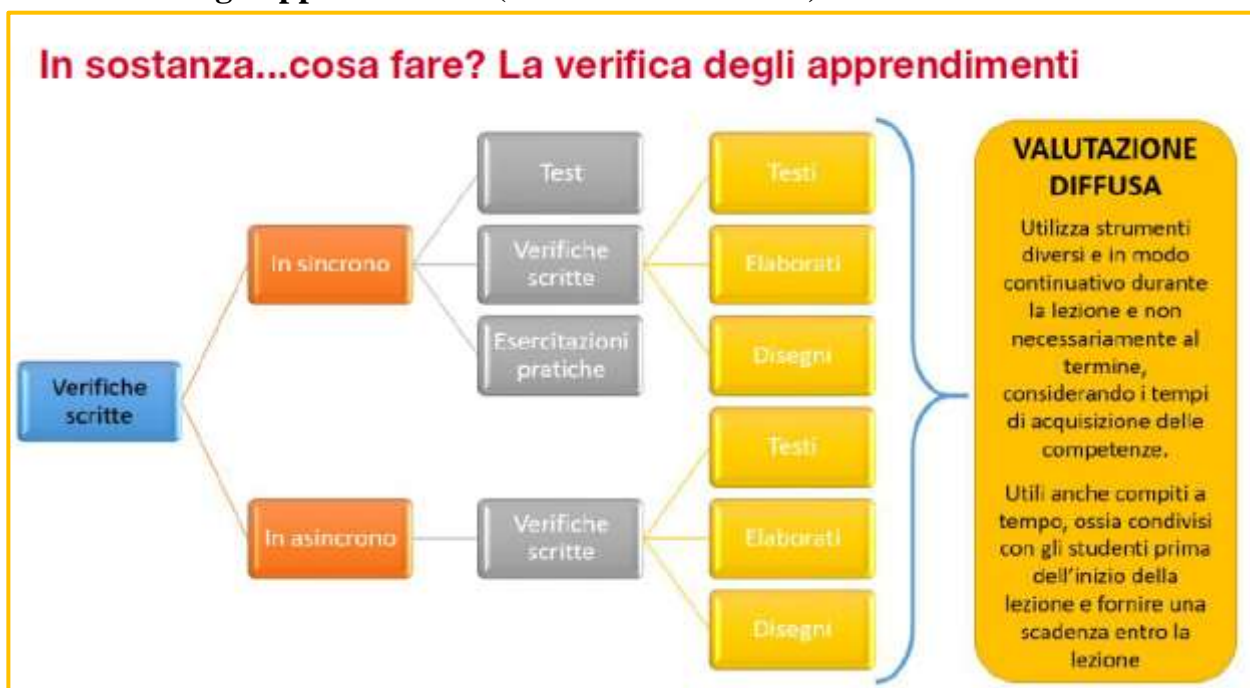 In sostanza...cosa fare? La verifica degli apprendimenti
Verifiche
scritte
In sincrono
In asincrono
Test
Verifiche
scritte
Esercitazioni
pratiche
Verifiche
scritte
Testi
Elaborati
Disegni
Testi
Elaborati
Disegni
VALUTAZIONE
DIFFUSA
Utilizza strumenti
diversi e in modo
continuativo durante
la lezione e non
necessariamente al
termine,
considerando i tempi
di acquisizione delle
competenze.
Utili anche compiti a
tempo, ossia condivisi
con gli studenti prima
dell'inizio della
lezione e fornire una
scadenza entro la
lezione